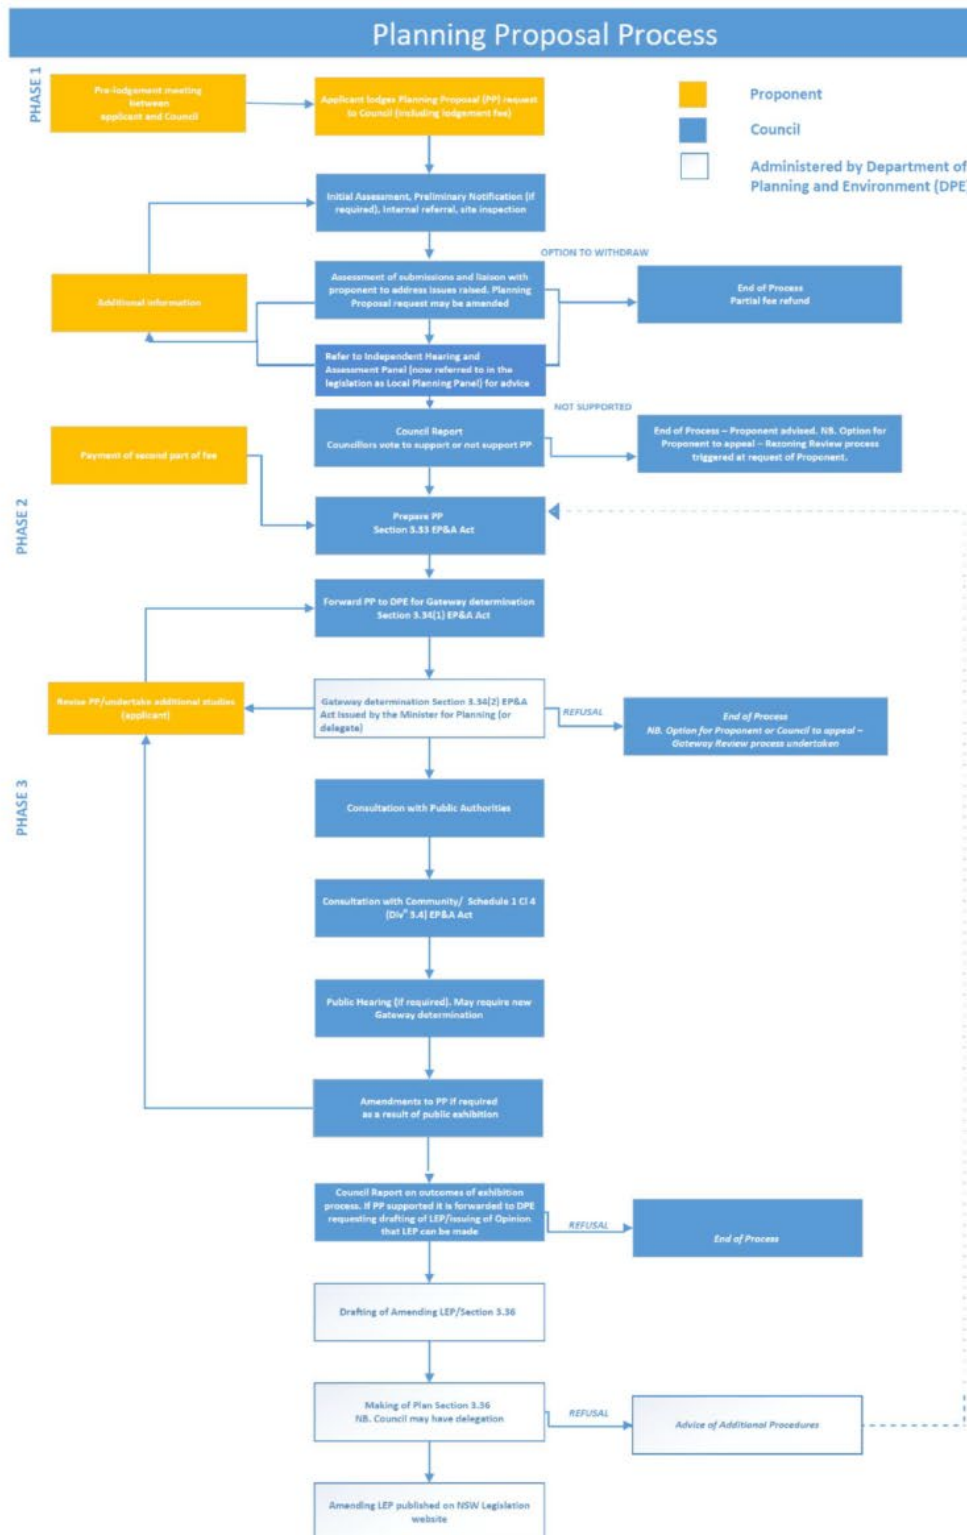 Planning Proposal Process
PHASE 1
Pre-lodgement meeting
between
applicant and Council
Applicant lodges Planning Proposal (PP) request
to Council (including lodgement fee)
Proponent
Council
Administered by Department of
Planning and Environment (DPE)
Initial Assessment, Preliminary Notification (if
required), Internal referral, site inspection
OPTION TO WITHDRAW
Additional information
Assessment of submissions and liaison with
proponent to address issues raised. Planning
Proposal request may be amended
End of Process
Partial fee refund
Refer to Independent Hearing and
Assessment Panel (now referred to in the
legislation as Local Planning Panel) for advice
NOT SUPPORTED
Council Report
Councillors vote to support or not support PP
End of Process – Proponent advised. NB. Option for
Proponent to appeal – Rezoning Review process
triggered at request of Proponent.
Payment of second part of fee
PHASE 2
Prepare PP
Section 3.33 EP&A Act
Forward PP to DPE for Gateway determination
Section 3.34(1) EP&A Act
Revise PP/undertake additional studies
(applicant)
Gateway determination Section 3.34(2) EP&A
Act issued by the Minister for Planning (or
delegate)
REFUSAL
End of Process
NB. Option for Proponent or Council to appeal –
Gateway Review process undertaken
PHASE 3
Consultation with Public Authorities
Consultation with Community/ Schedule 1 Cl 4
(Divⁿ 3.4) EP&A Act
Public Hearing (if required). May require new
Gateway determination
Amendments to PP if required
as a result of public exhibition
Council Report on outcomes of exhibition
process. If PP supported it is forwarded to DPE
requesting drafting of LEP/issuing of Opinion
that LEP can be made
REFUSAL
End of Process
Drafting of Amending LEP/Section 3.36
Making of Plan Section 3.36
NB. Council may have delegation
REFUSAL
Advice of Additional Procedures
Amending LEP published on NSW Legislation
website